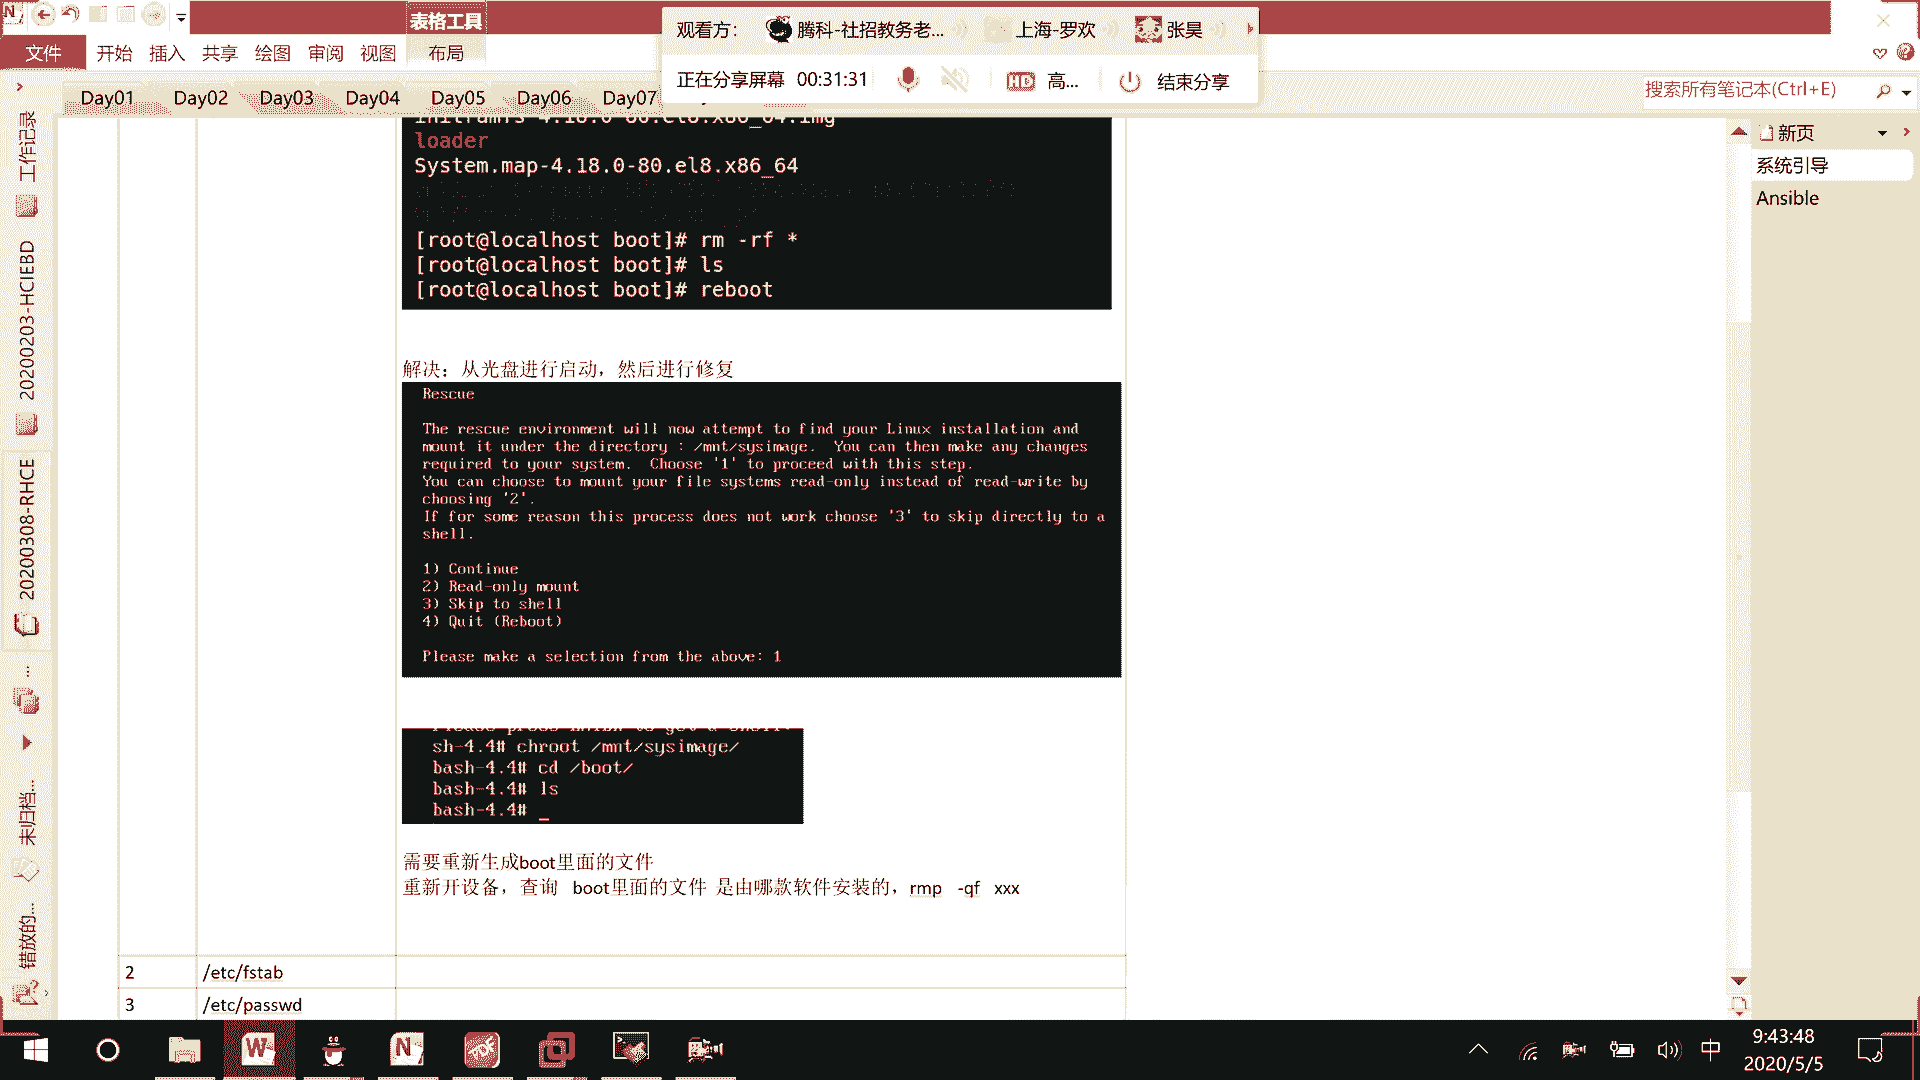 表格工具
文件 开始 插入 共享 绘图 审阅 视图 布局
观看方： 腾科-社招教务老... 上海-罗欢 张昊
正在分享屏幕 00:31:31 HD 高... 结束分享
Day01 Day02 Day03 Day04 Day05 Day06 Day07
搜索所有笔记本(Ctrl+E)
新页
系统引导
Ansible
工作记录
20200203-HCIEBD
20200308-RHCE
...
未归档...
错放的...
initramfs-4.18.0-80.el8.x86_64.img
loader
System.map-4.18.0-80.el8.x86_64
[root@localhost boot]# rm -rf *
[root@localhost boot]# ls
[root@localhost boot]# reboot
解决：从光盘进行启动，然后进行修复
Rescue
The rescue environment will now attempt to find your Linux installation and
mount it under the directory : /mnt/sysimage.  You can then make any changes
required to your system.  Choose '1' to proceed with this step.
You can choose to mount your file systems read-only instead of read-write by
choosing '2'.
If for some reason this process does not work choose '3' to skip directly to a
shell.
1) Continue
2) Read-only mount
3) Skip to shell
4) Quit (Reboot)
Please make a selection from the above: 1
sh-4.4# chroot /mnt/sysimage/
bash-4.4# cd /boot/
bash-4.4# ls
bash-4.4# _
需要重新生成boot里面的文件
重新开设备，查询 boot里面的文件 是由哪款软件安装的，rmp -qf xxx
2 /etc/fstab
3 /etc/passwd
中
9:43:48
2020/5/5